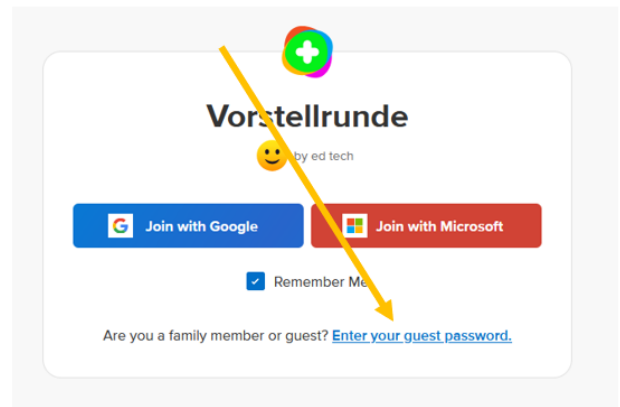 Vorstellrunde
by ed tech
Join with Google
Join with Microsoft
Remember Me
Are you a family member or guest? Enter your guest password.